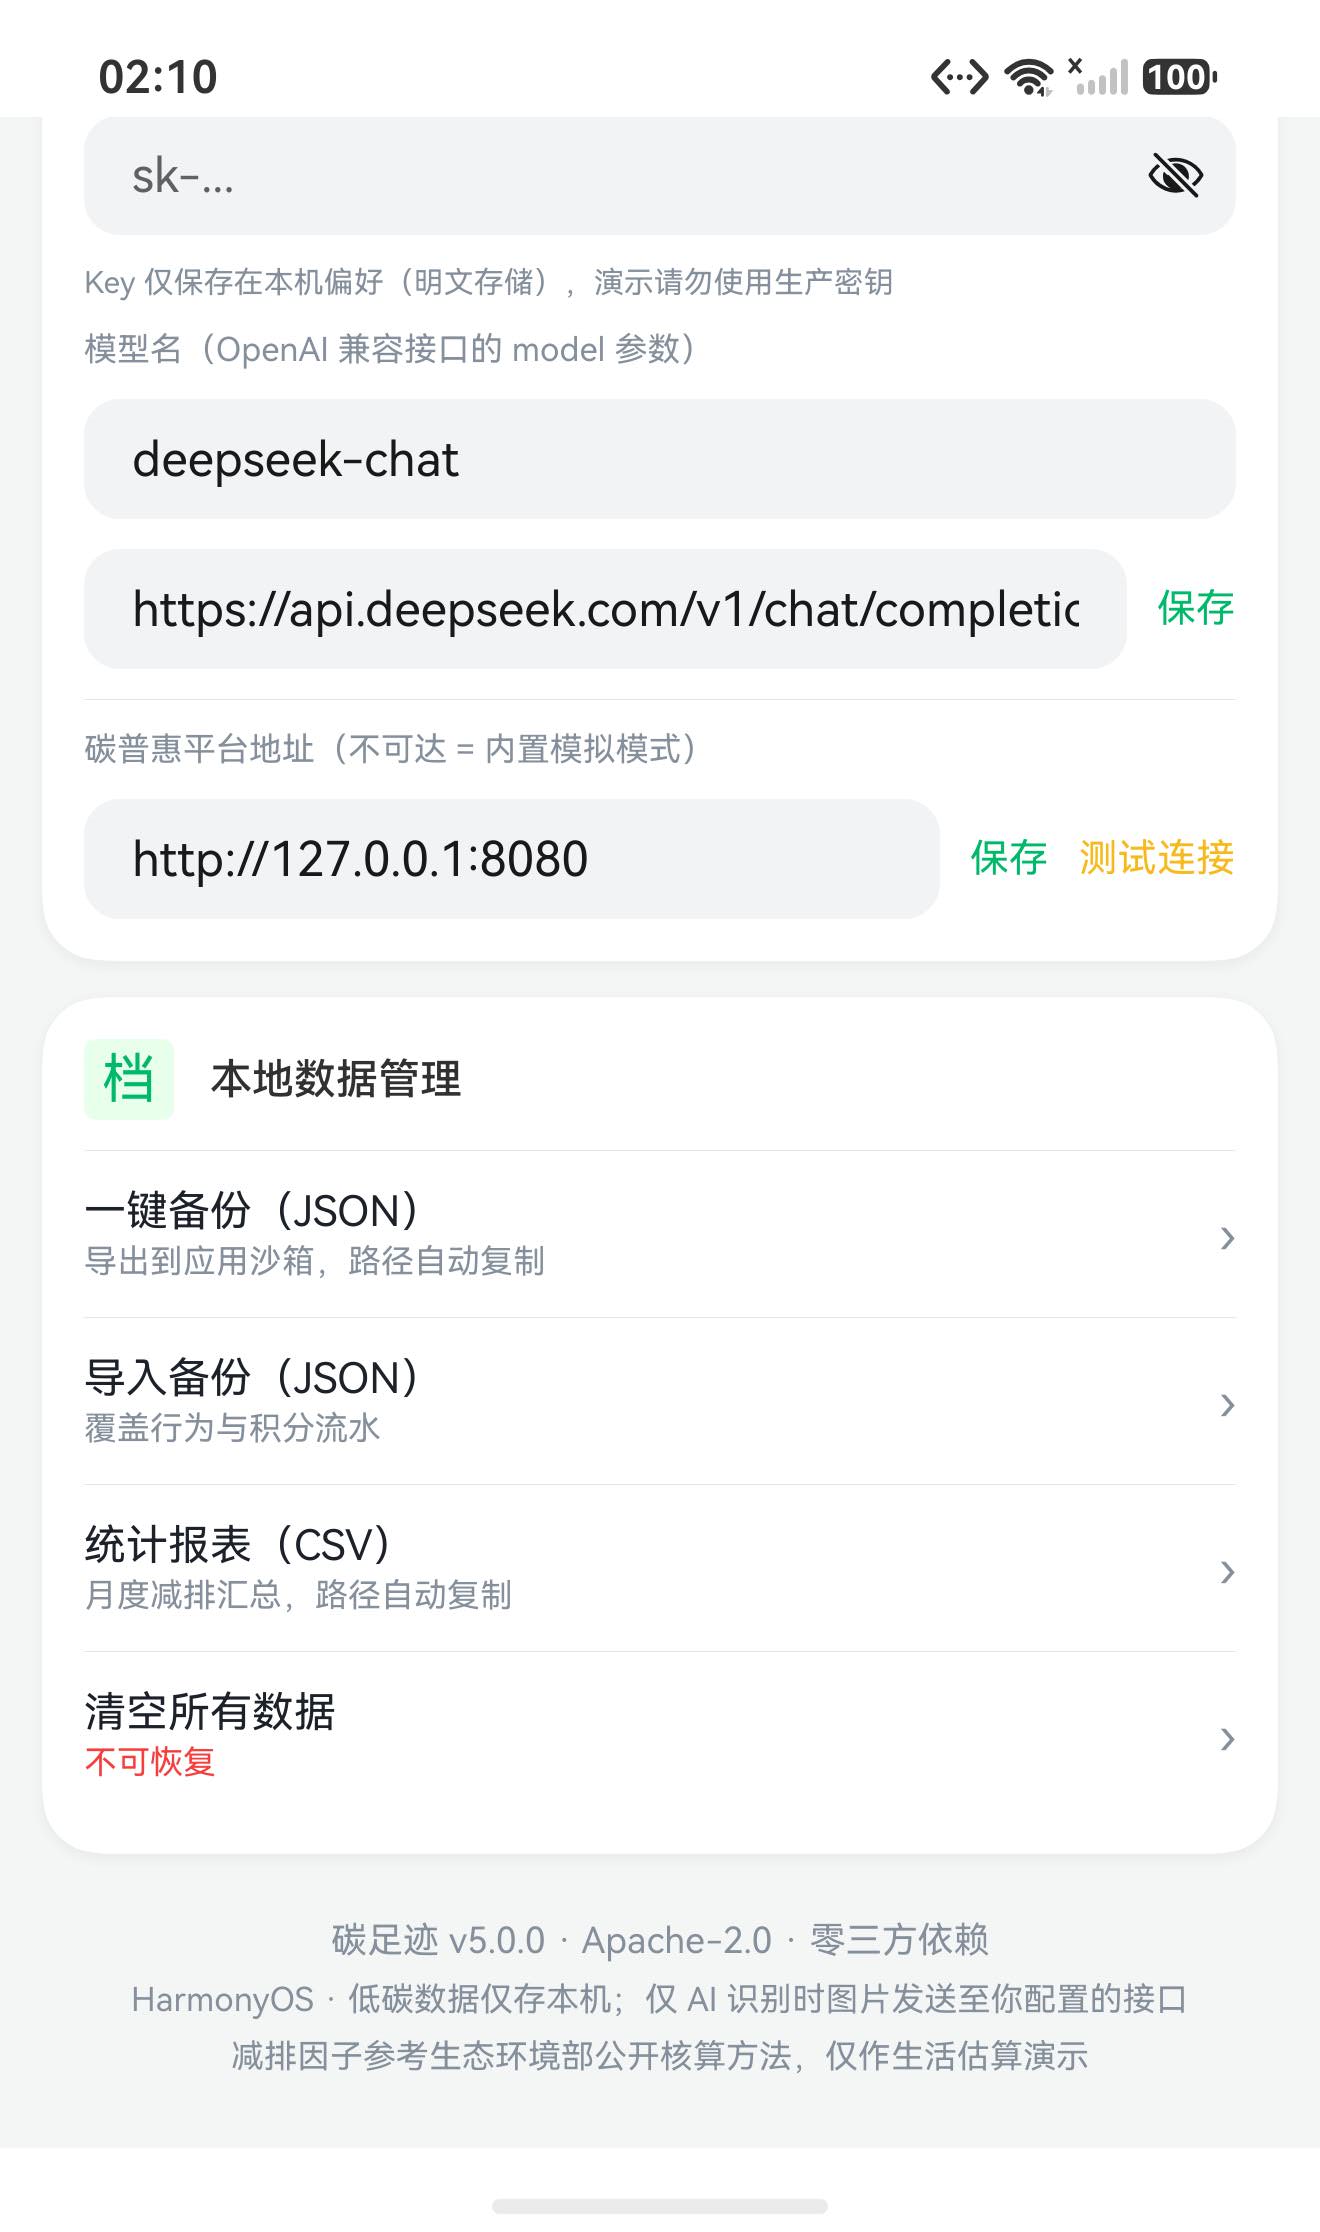 02:10
100
sk-...
Key 仅保存在本机偏好（明文存储），演示请勿使用生产密钥
模型名（OpenAI 兼容接口的 model 参数）
deepseek-chat
https://api.deepseek.com/v1/chat/completic 保存
碳普惠平台地址（不可达 = 内置模拟模式）
http://127.0.0.1:8080 保存 测试连接
档 本地数据管理
一键备份（JSON）
导出到应用沙箱，路径自动复制
导入备份（JSON）
覆盖行为与积分流水
统计报表（CSV）
月度减排汇总，路径自动复制
清空所有数据
不可恢复
碳足迹 v5.0.0 · Apache-2.0 · 零三方依赖
HarmonyOS · 低碳数据仅存本机；仅 AI 识别时图片发送至你配置的接口
减排因子参考生态环境部公开核算方法，仅作生活估算演示